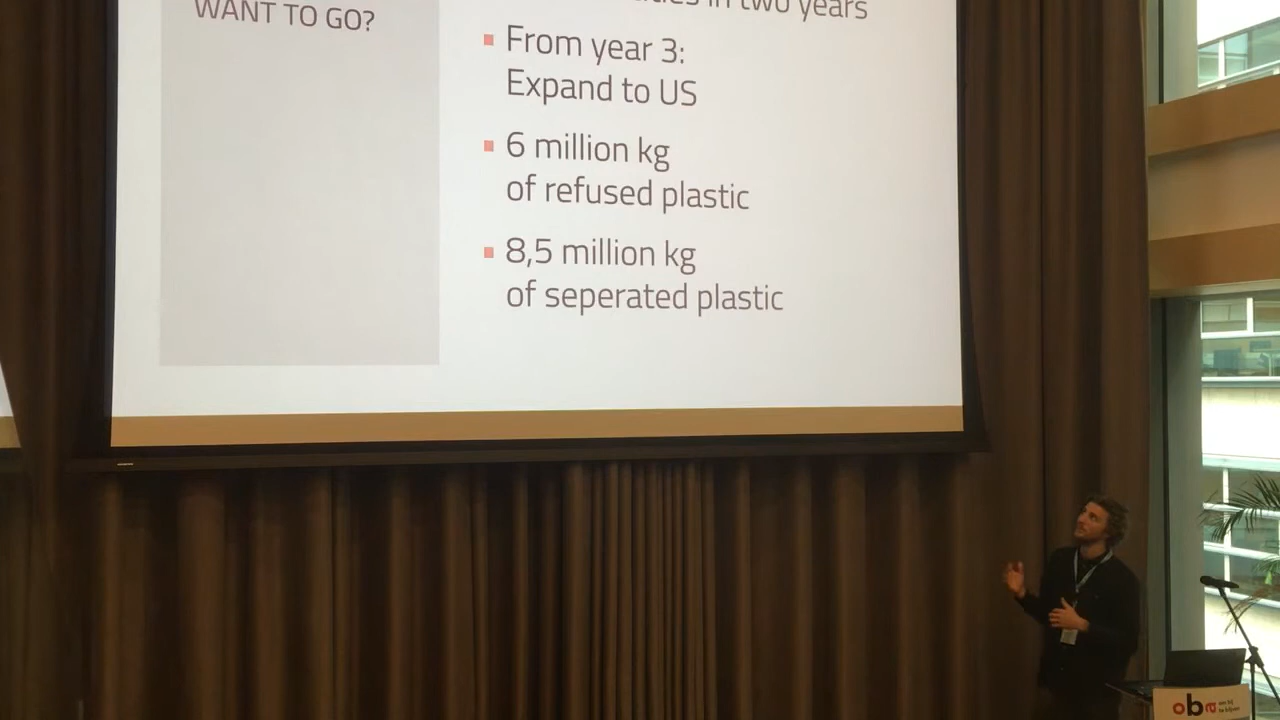 WANT TO GO?
in two years
From year 3:
Expand to US
6 million kg
of refused plastic
8,5 million kg
of seperated plastic
oba